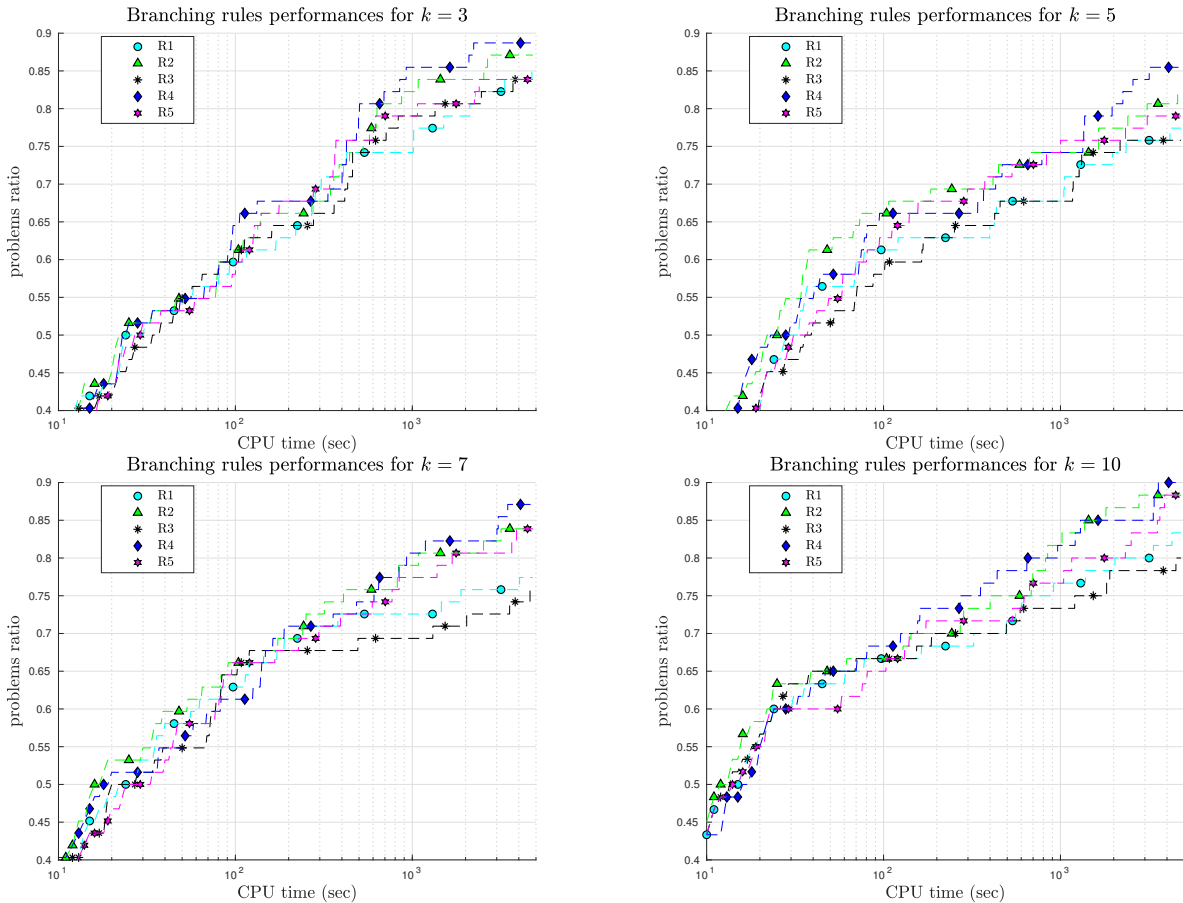 Branching rules performances for k = 3
0.9
0.85
0.8
0.75
0.7
0.65
0.6
0.55
0.5
0.45
0.4
problems ratio
R1
R2
R3
R4
R5
10^1
10^2
10^3
CPU time (sec)
Branching rules performances for k = 5
0.9
0.85
0.8
0.75
0.7
0.65
0.6
0.55
0.5
0.45
0.4
problems ratio
R1
R2
R3
R4
R5
10^1
10^2
10^3
CPU time (sec)
Branching rules performances for k = 7
0.9
0.85
0.8
0.75
0.7
0.65
0.6
0.55
0.5
0.45
0.4
problems ratio
R1
R2
R3
R4
R5
10^1
10^2
10^3
CPU time (sec)
Branching rules performances for k = 10
0.9
0.85
0.8
0.75
0.7
0.65
0.6
0.55
0.5
0.45
0.4
problems ratio
R1
R2
R3
R4
R5
10^1
10^2
10^3
CPU time (sec)